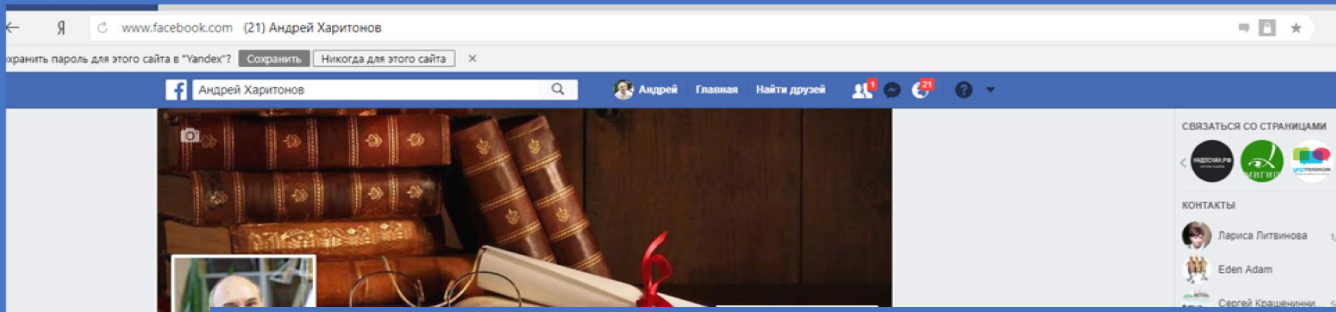 Я www.facebook.com (21) Андрей Харитонов
хранить пароль для этого сайта в "Yandex"? Сохранить Никогда для этого сайта
f Андрей Харитонов Андрей Главная Найти друзей 1 21 ?
СВЯЗАТЬСЯ СО СТРАНИЦАМИ
МИГИП
КОНТАКТЫ
Лариса Литвинова
Eden Adam
Сергей Крашенинни...